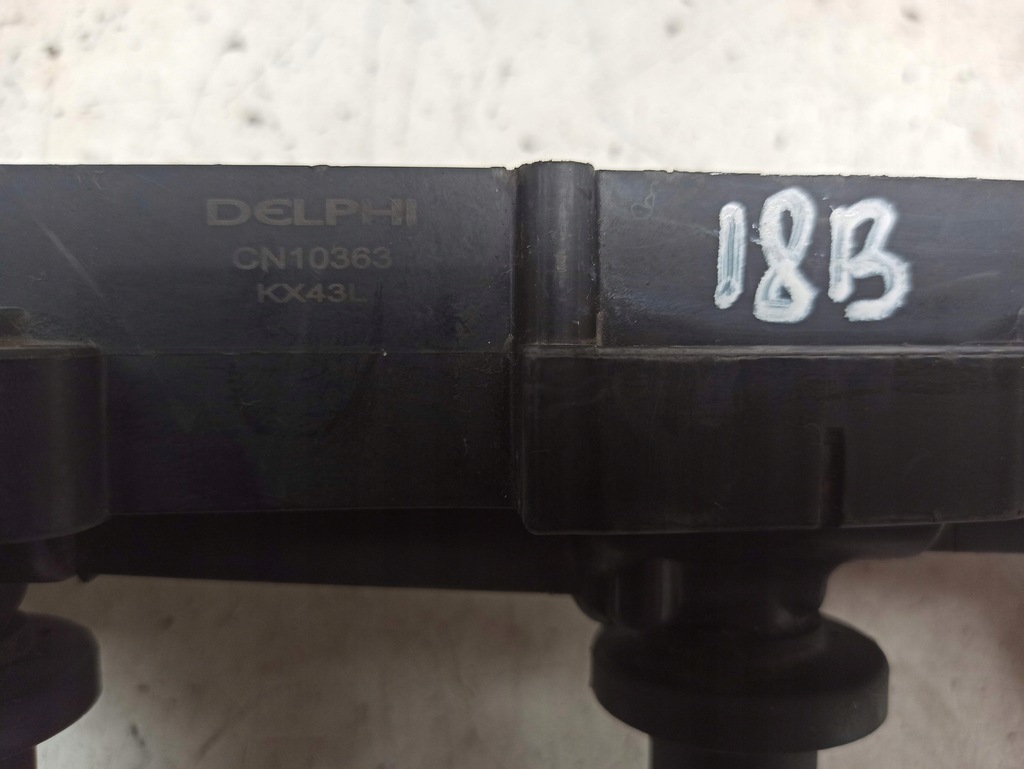 DELPHI
CN10363
KX43L
18B